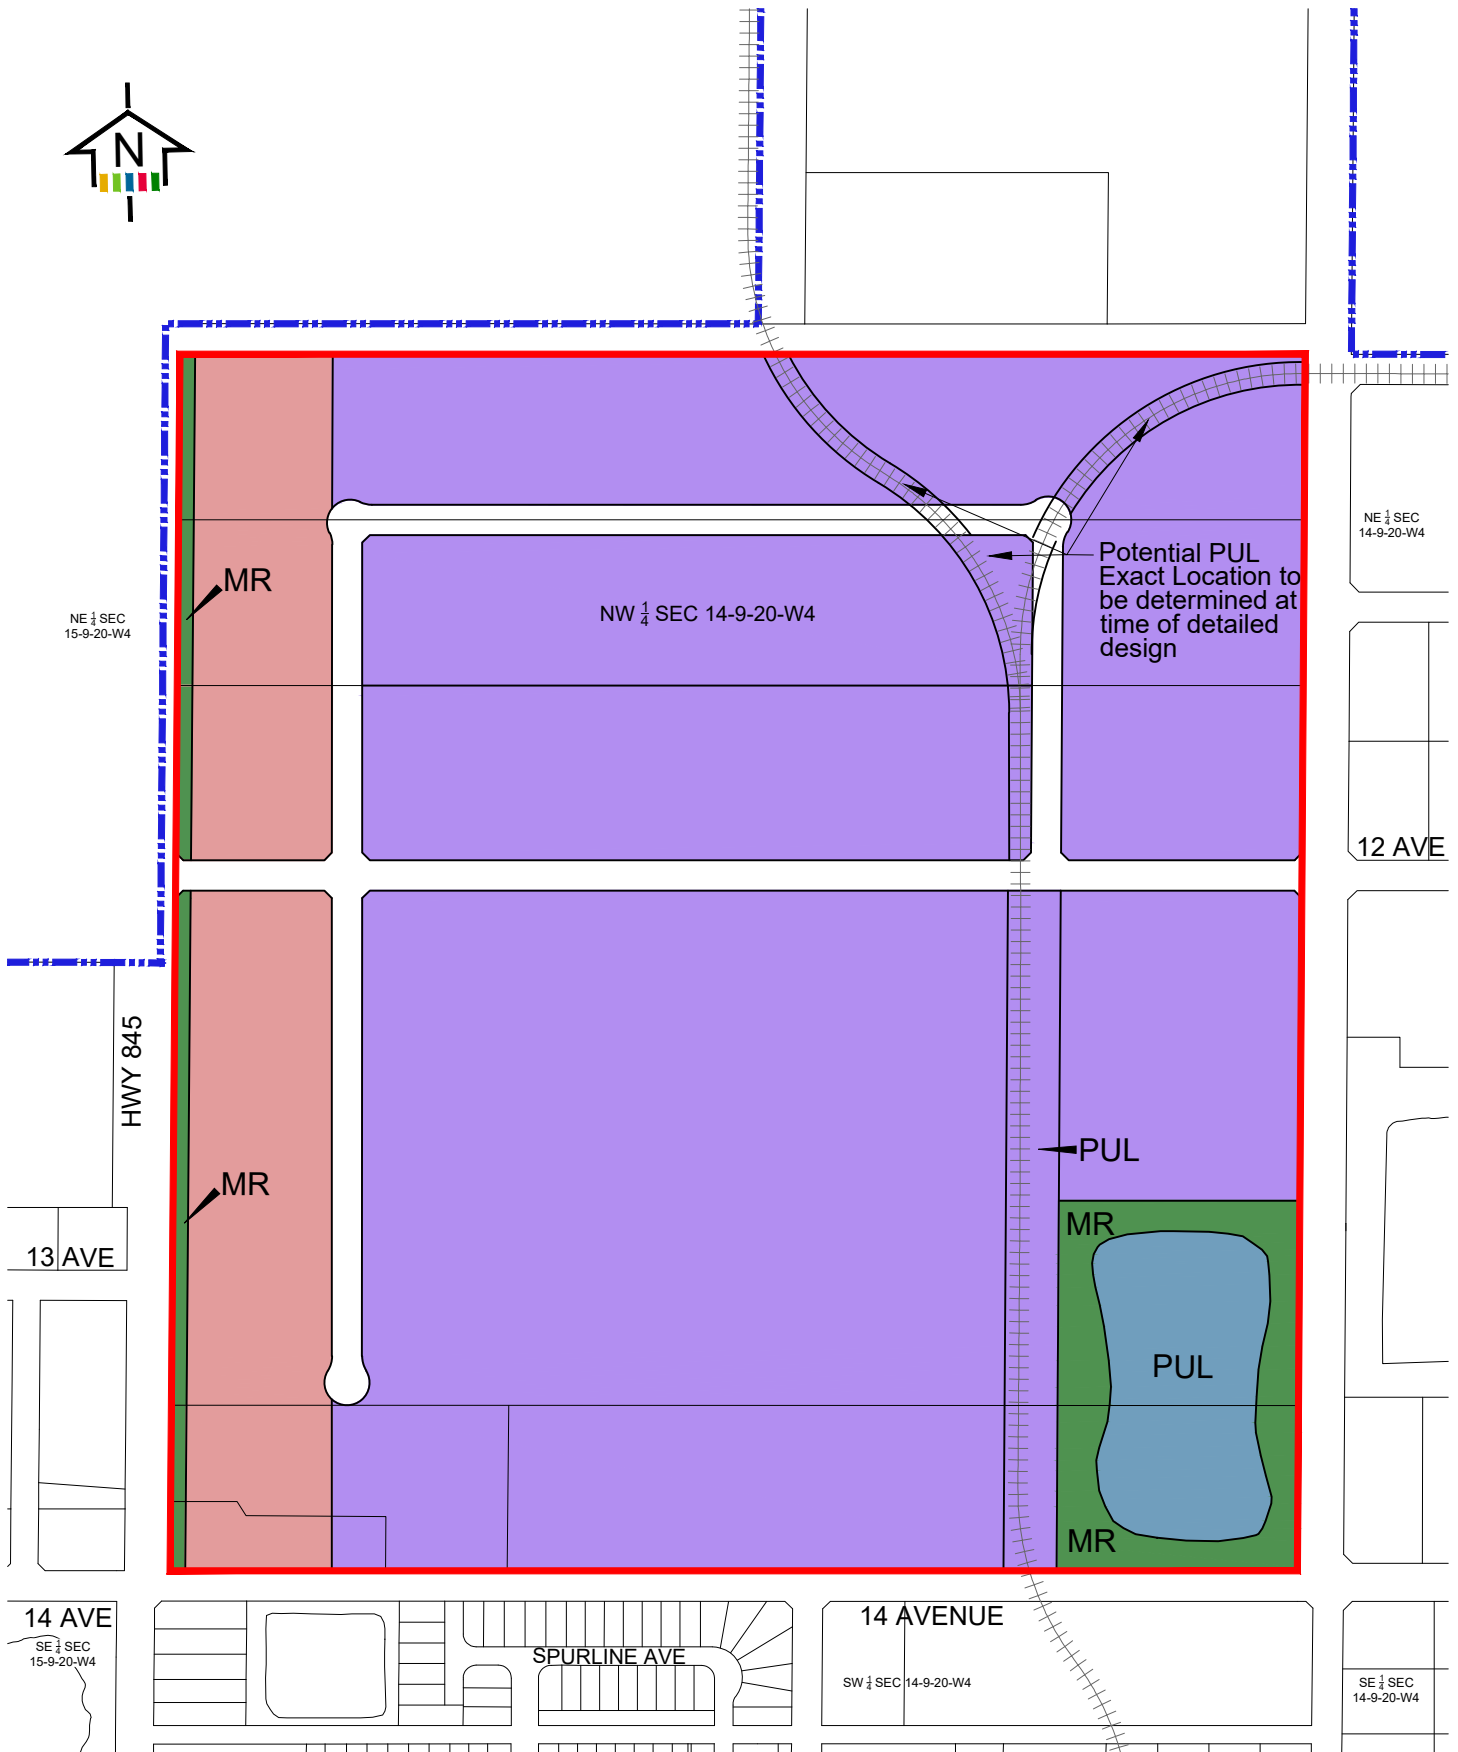 N
NE 1/4 SEC
14-9-20-W4
Potential PUL
Exact Location to
be determined at
time of detailed
design
MR
NW 1/4 SEC 14-9-20-W4
NE 1/4 SEC
15-9-20-W4
12 AVE
HWY 845
PUL
MR
MR
13 AVE
PUL
MR
14 AVE
14 AVENUE
SE 1/4 SEC
15-9-20-W4
SPURLINE AVE
SW 1/4 SEC 14-9-20-W4
SE 1/4 SEC
14-9-20-W4